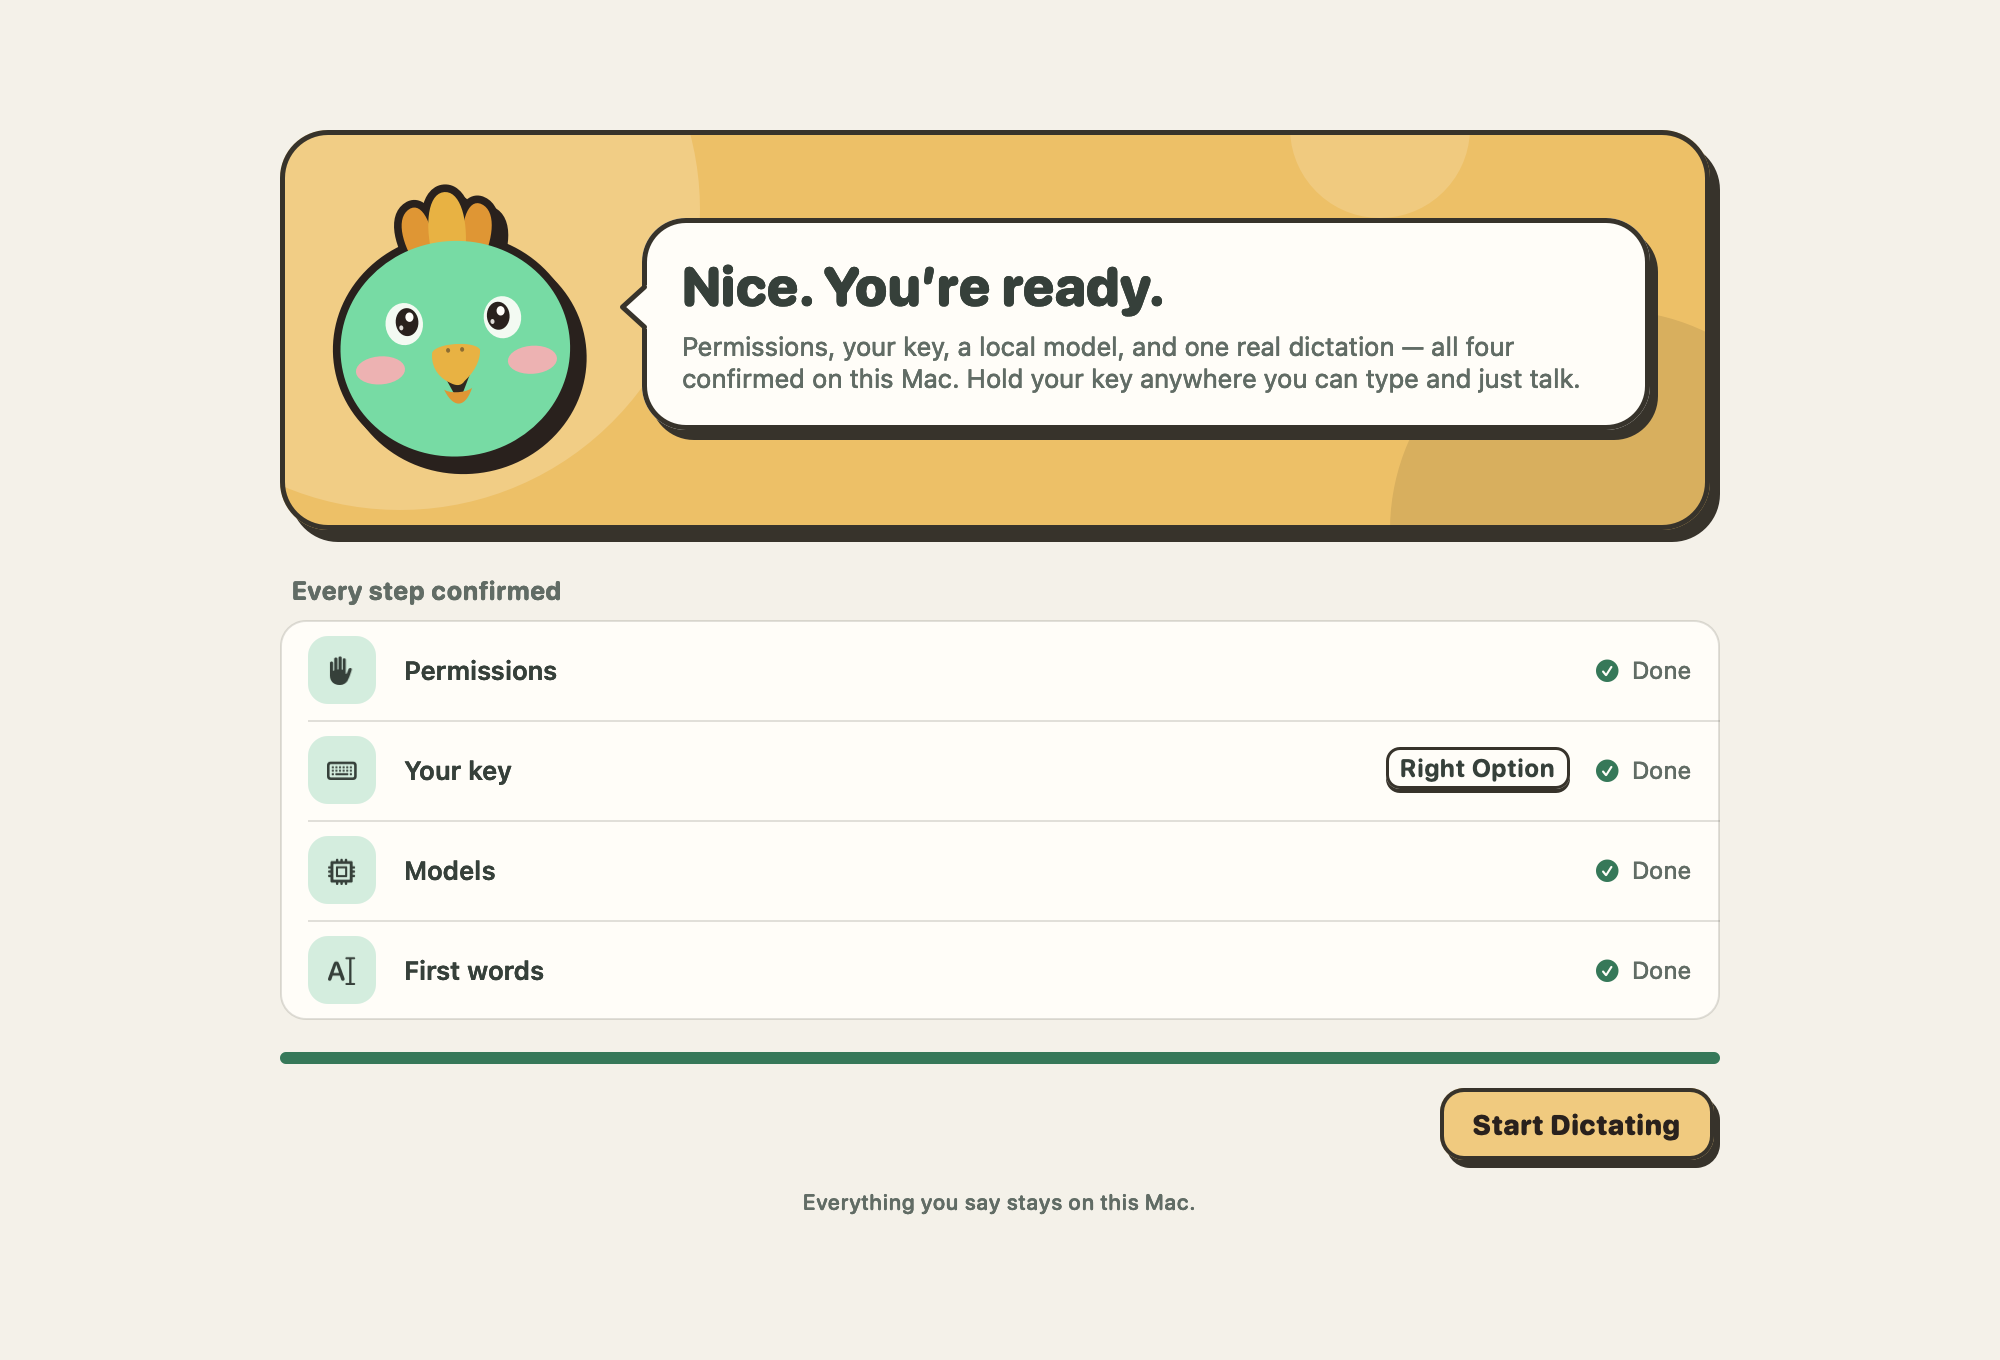 Nice. You're ready.
Permissions, your key, a local model, and one real dictation — all four
confirmed on this Mac. Hold your key anywhere you can type and just talk.
Every step confirmed
Permissions
Done
Your key
Right Option
Done
Models
Done
First words
Done
Start Dictating
Everything you say stays on this Mac.